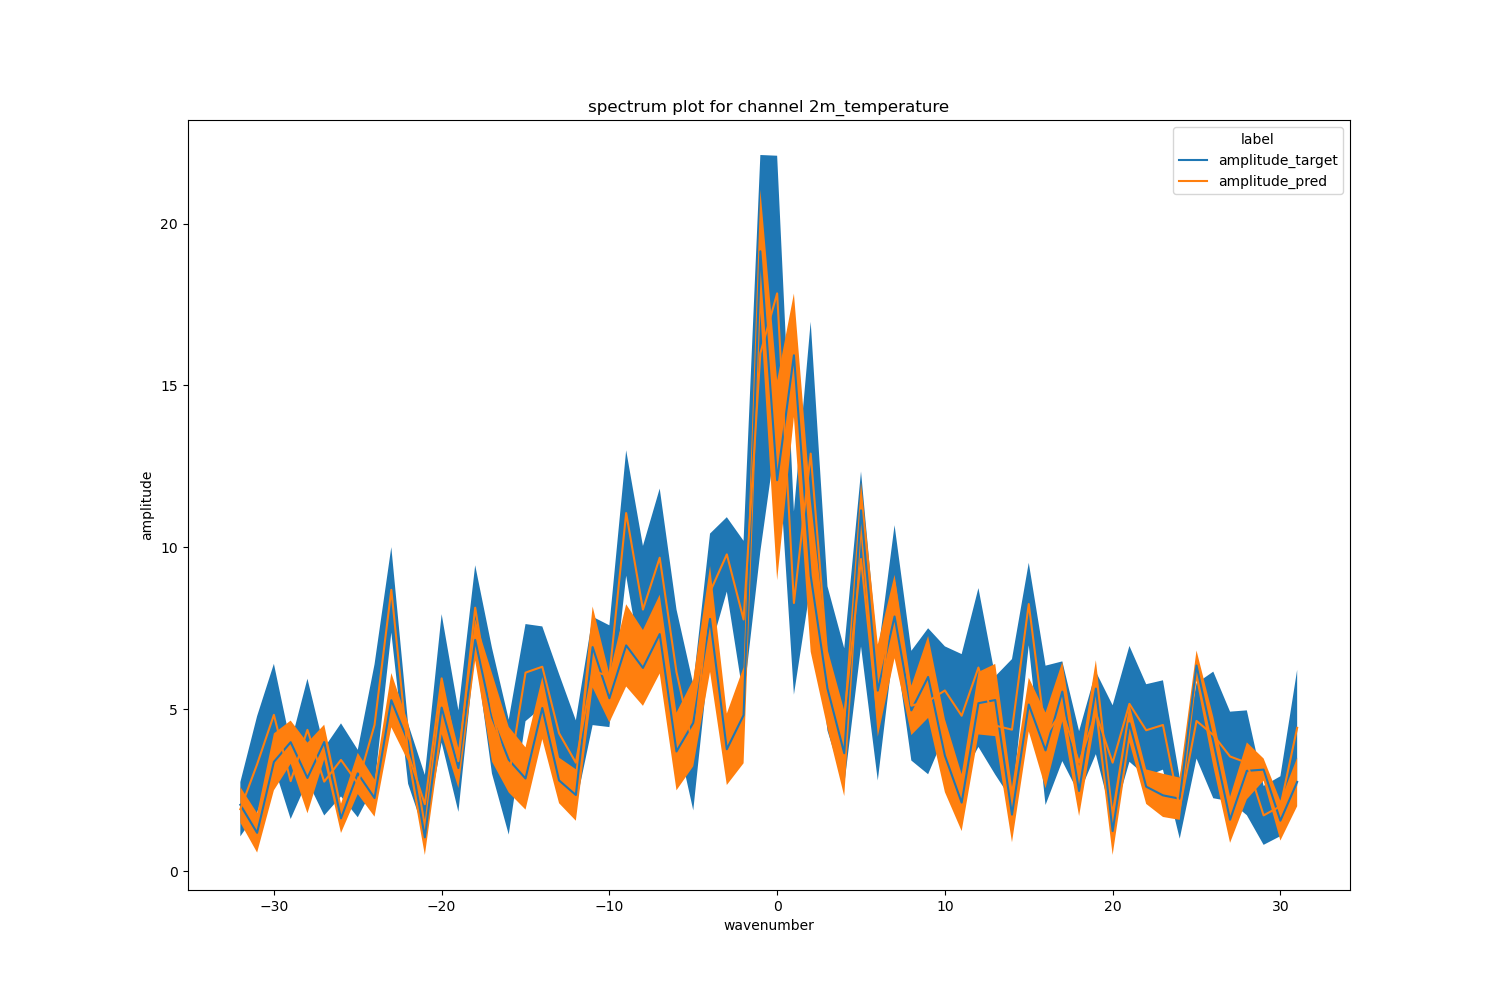 spectrum plot for channel 2m_temperature
label
amplitude_target
amplitude_pred
amplitude
20
15
10
5
0
−30
−20
−10
0
10
20
30
wavenumber